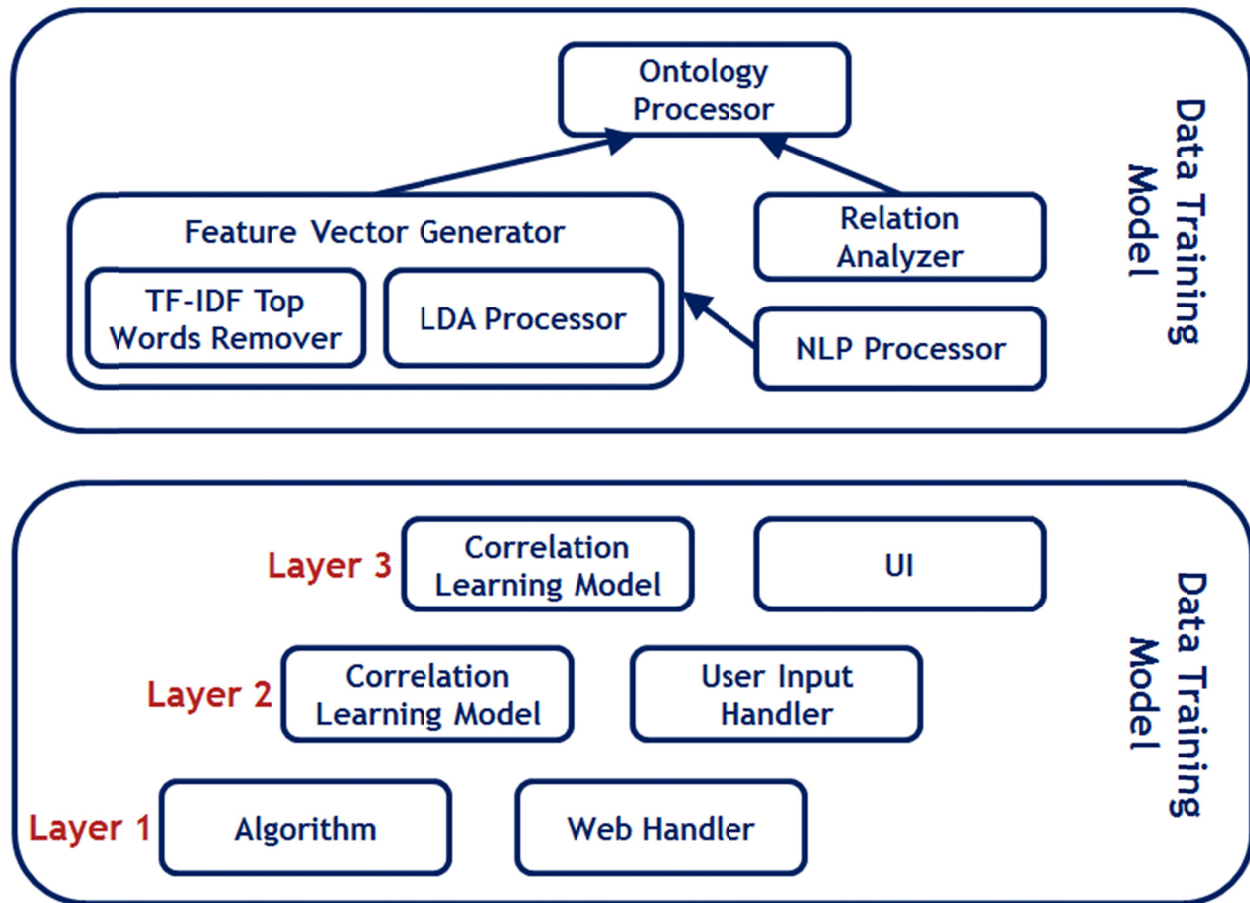 Ontology
Processor
Data Training
Model
Feature Vector Generator
Relation
Analyzer
TF-IDF Top
Words Remover
LDA Processor
NLP Processor
Layer 3
Correlation
Learning Model
UI
Data Training
Model
Layer 2
Correlation
Learning Model
User Input
Handler
Layer 1
Algorithm
Web Handler